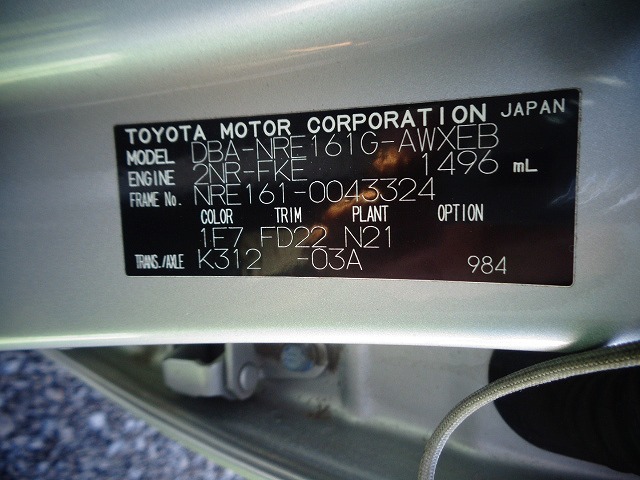 TOYOTA MOTOR CORPORATION JAPAN
MODEL DBA-NRE161G-AWXEB
ENGINE 2NR-FKE 1496 mL
FRAME No. NRE161-0043324
COLOR TRIM PLANT OPTION
1F7 FD22 N21
TRANS./AXLE K312 -03A 984